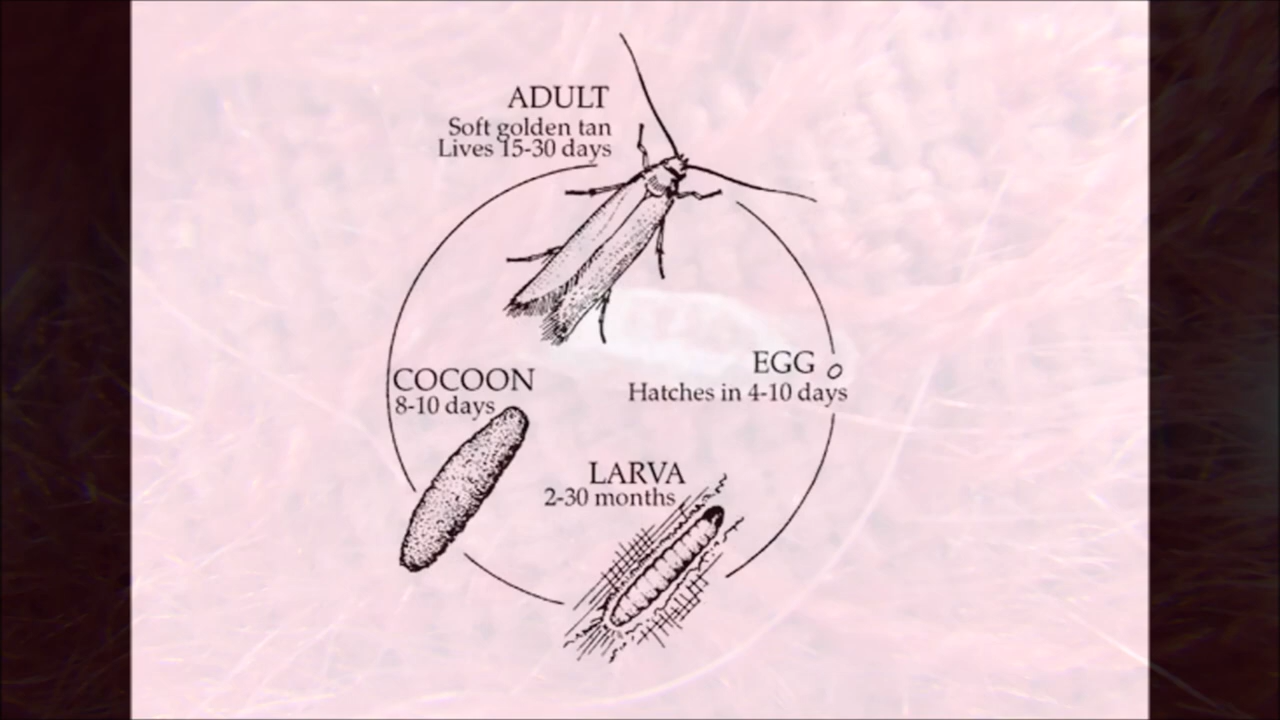 ADULT
Soft golden tan
Lives 15-30 days
EGG
Hatches in 4-10 days
COCOON
8-10 days
LARVA
2-30 months